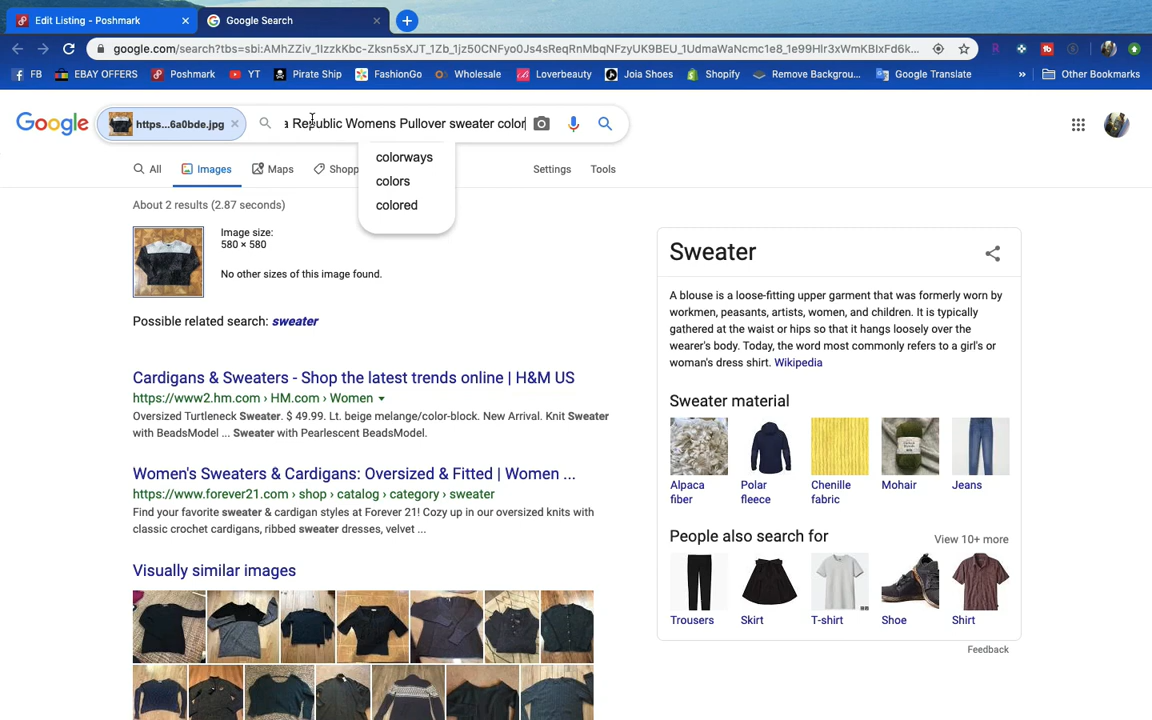 Edit Listing - Poshmark
Google Search
google.com/search?tbs=sbi:AMhZZiv_1IzzkKbc-Zksn5sXJT_1Zb_1jz50CNFyo0Js4sReqRnMbqNFzyUK9BEU_1UdmaWaNcmc1e8_1e99Hlr3xWmKBIxFd6k...
FB
EBAY OFFERS
Poshmark
YT
Pirate Ship
FashionGo
Wholesale
Loverbeauty
Joia Shoes
Shopify
Remove Backgrou...
Google Translate
»
Other Bookmarks
Google
https...6a0bde.jpg
a Republic Womens Pullover sweater color
colorways
colors
colored
All
Images
Maps
Shopp
Settings
Tools
About 2 results (2.87 seconds)
Image size:
580 × 580
No other sizes of this image found.
Possible related search: sweater
Cardigans & Sweaters - Shop the latest trends online | H&M US
https://www2.hm.com › HM.com › Women
Oversized Turtleneck Sweater. $ 49.99. Lt. beige melange/color-block. New Arrival. Knit Sweater
with BeadsModel ... Sweater with Pearlescent BeadsModel.
Women's Sweaters & Cardigans: Oversized & Fitted | Women ...
https://www.forever21.com › shop › catalog › category › sweater
Find your favorite sweater & cardigan styles at Forever 21! Cozy up in our oversized knits with
classic crochet cardigans, ribbed sweater dresses, velvet ...
Visually similar images
Sweater
A blouse is a loose-fitting upper garment that was formerly worn by
workmen, peasants, artists, women, and children. It is typically
gathered at the waist or hips so that it hangs loosely over the
wearer's body. Today, the word most commonly refers to a girl's or
woman's dress shirt. Wikipedia
Sweater material
Alpaca
fiber
Polar
fleece
Chenille
fabric
Mohair
Jeans
People also search for
View 10+ more
Trousers
Skirt
T-shirt
Shoe
Shirt
Feedback